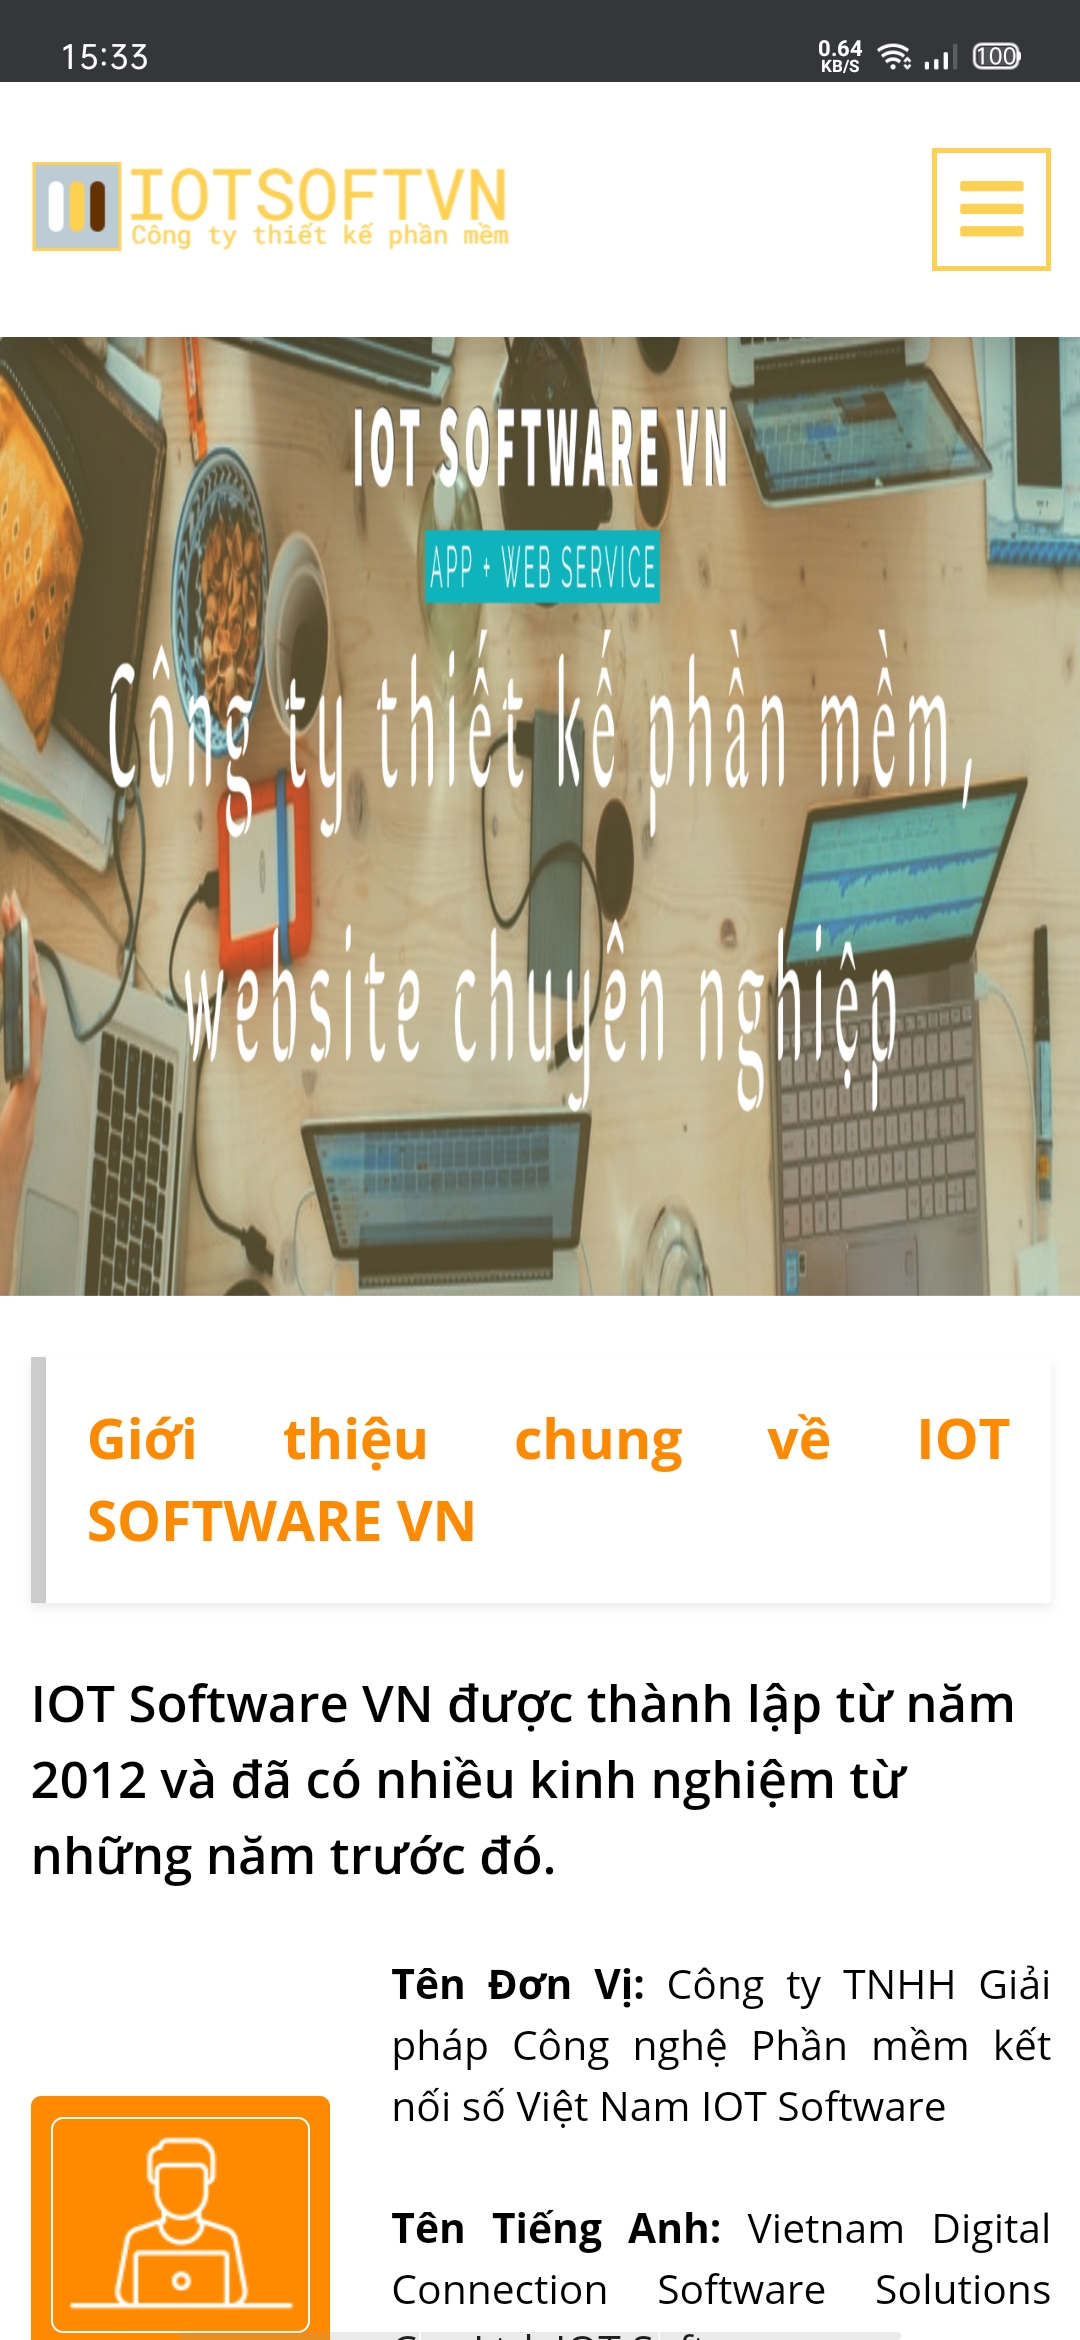 15:33
0.64
KB/S
100
IOTSOFTVN
Công ty thiết kế phần mềm
IOT SOFTWARE VN
APP + WEB SERVICE
Công ty thiết kế phần mềm,
website chuyên nghiệp
Giới thiệu chung về IOT
SOFTWARE VN
IOT Software VN được thành lập từ năm
2012 và đã có nhiều kinh nghiệm từ
những năm trước đó.
Tên Đơn Vị: Công ty TNHH Giải
pháp Công nghệ Phần mềm kết
nối số Việt Nam IOT Software
Tên Tiếng Anh: Vietnam Digital
Connection Software Solutions